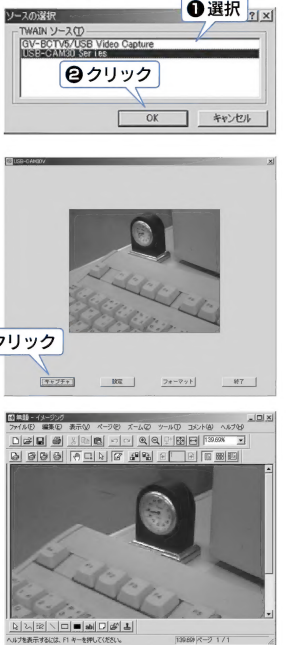 ❶選択
ソースの選択
TWAIN ソース(I)
GV-BCTV5/USB Video Capture
USB-CAM30 Series
❷クリック
OK
キャンセル
USB-CAM30V
クリック
キャプチャ
設定
フォーマット
終了
無題 - イメージング
ファイル(F) 編集(E) 表示(V) ページ(P) ズーム(Z) ツール(T) コメント(A) ヘルプ(H)
139.69%
ヘルプを表示するには、F1 キーを押してください。
139.69% ページ 1 / 1